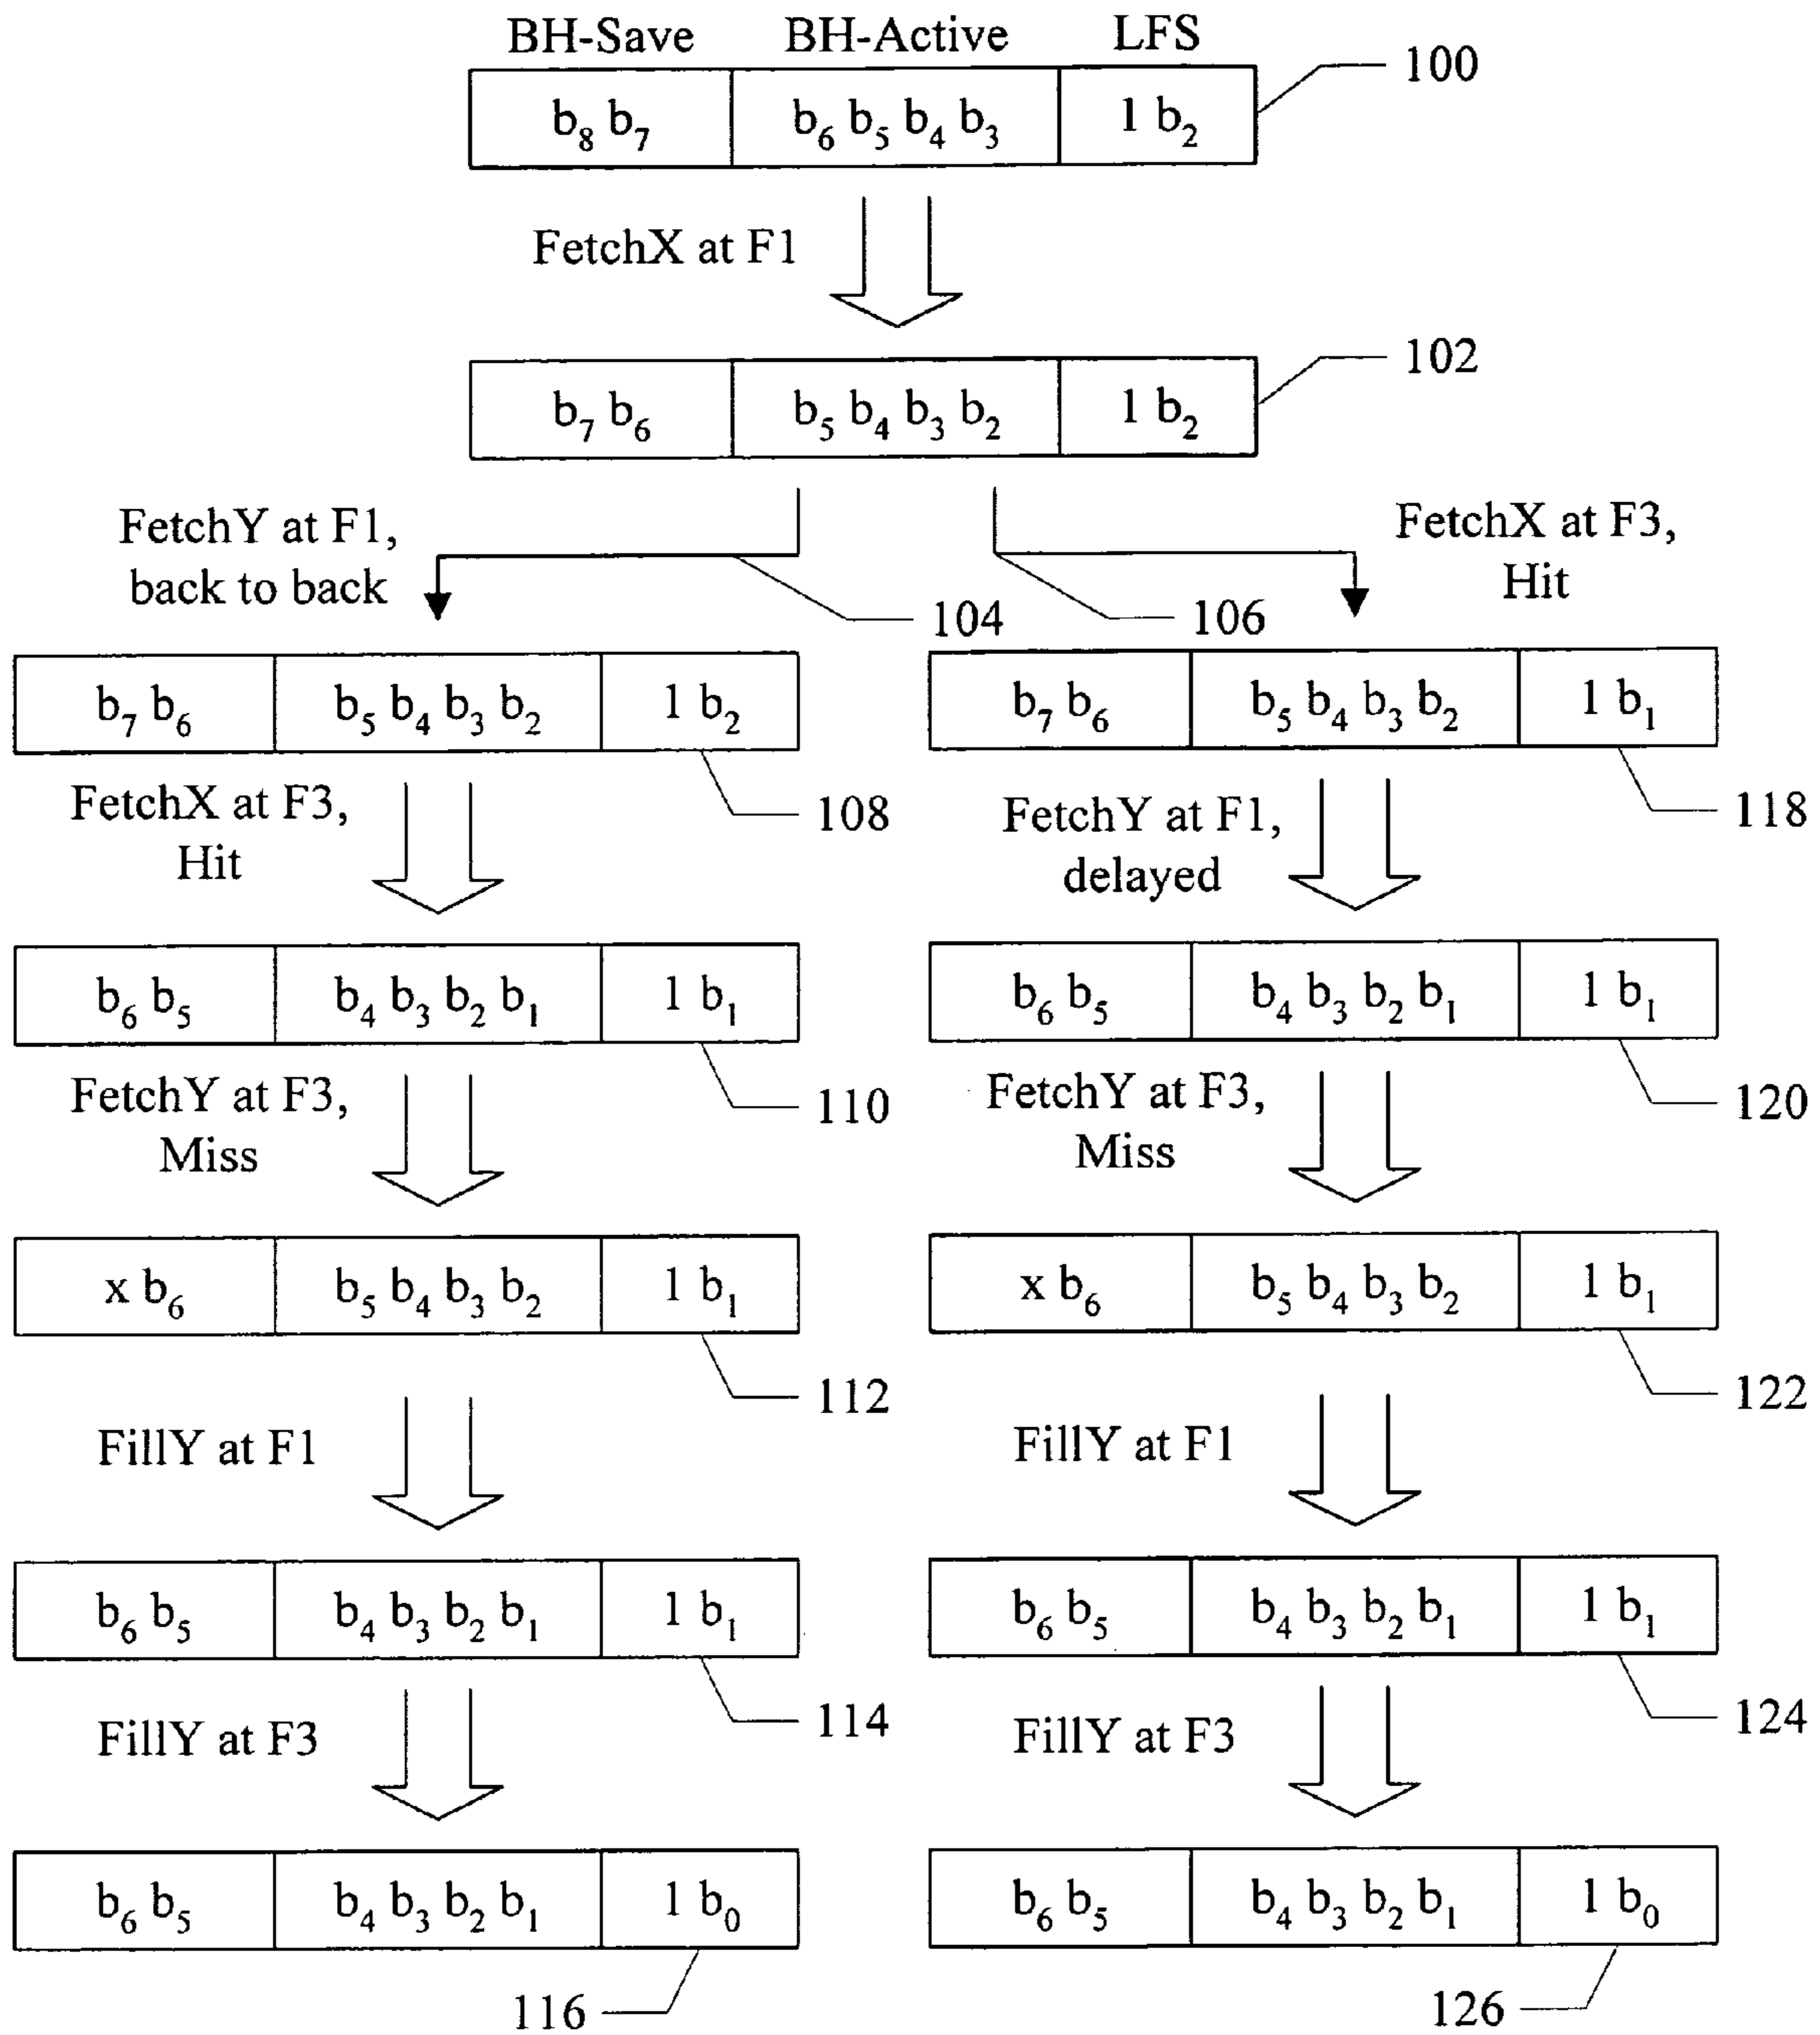 BH-Save BH-Active LFS
100
b₈ b₇ b₆ b₅ b₄ b₃ 1 b₂
FetchX at F1
102
b₇ b₆ b₅ b₄ b₃ b₂ 1 b₂
FetchY at F1,
back to back
104
106
FetchX at F3,
Hit
b₇ b₆ b₅ b₄ b₃ b₂ 1 b₂
108
b₇ b₆ b₅ b₄ b₃ b₂ 1 b₁
118
FetchX at F3,
Hit
FetchY at F1,
delayed
b₆ b₅ b₄ b₃ b₂ b₁ 1 b₁
110
b₆ b₅ b₄ b₃ b₂ b₁ 1 b₁
120
FetchY at F3,
Miss
FetchY at F3,
Miss
x b₆ b₅ b₄ b₃ b₂ 1 b₁
112
x b₆ b₅ b₄ b₃ b₂ 1 b₁
122
FillY at F1
FillY at F1
b₆ b₅ b₄ b₃ b₂ b₁ 1 b₁
114
b₆ b₅ b₄ b₃ b₂ b₁ 1 b₁
124
FillY at F3
FillY at F3
b₆ b₅ b₄ b₃ b₂ b₁ 1 b₀
116
b₆ b₅ b₄ b₃ b₂ b₁ 1 b₀
126